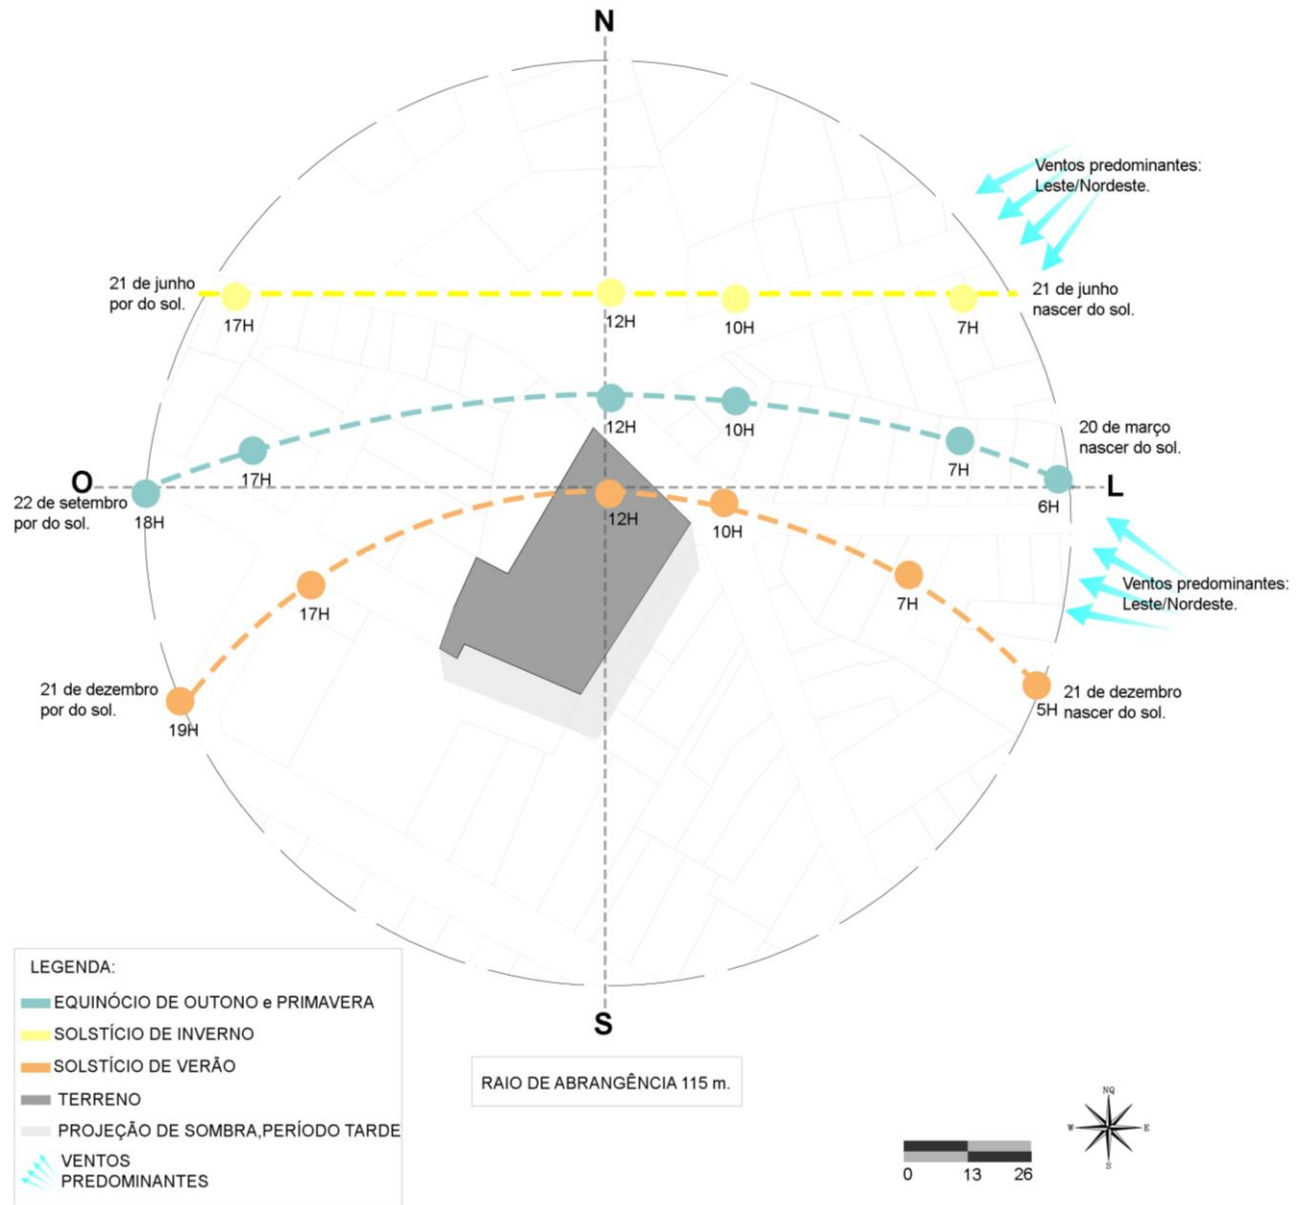 N
Ventos predominantes:
Leste/Nordeste.
21 de junho
por do sol.
21 de junho
nascer do sol.
17H
12H
10H
7H
20 de março
nascer do sol.
12H
10H
7H
17H
6H
O
L
22 de setembro
por do sol.
18H
12H
10H
7H
17H
Ventos predominantes:
Leste/Nordeste.
21 de dezembro
por do sol.
19H
5H
21 de dezembro
nascer do sol.
S
LEGENDA:
EQUINÓCIO DE OUTONO e PRIMAVERA
SOLSTÍCIO DE INVERNO
SOLSTÍCIO DE VERÃO
TERRENO
PROJEÇÃO DE SOMBRA,PERÍODO TARDE
VENTOS
PREDOMINANTES
RAIO DE ABRANGÊNCIA 115 m.
0 13 26
NQ
W
E
S